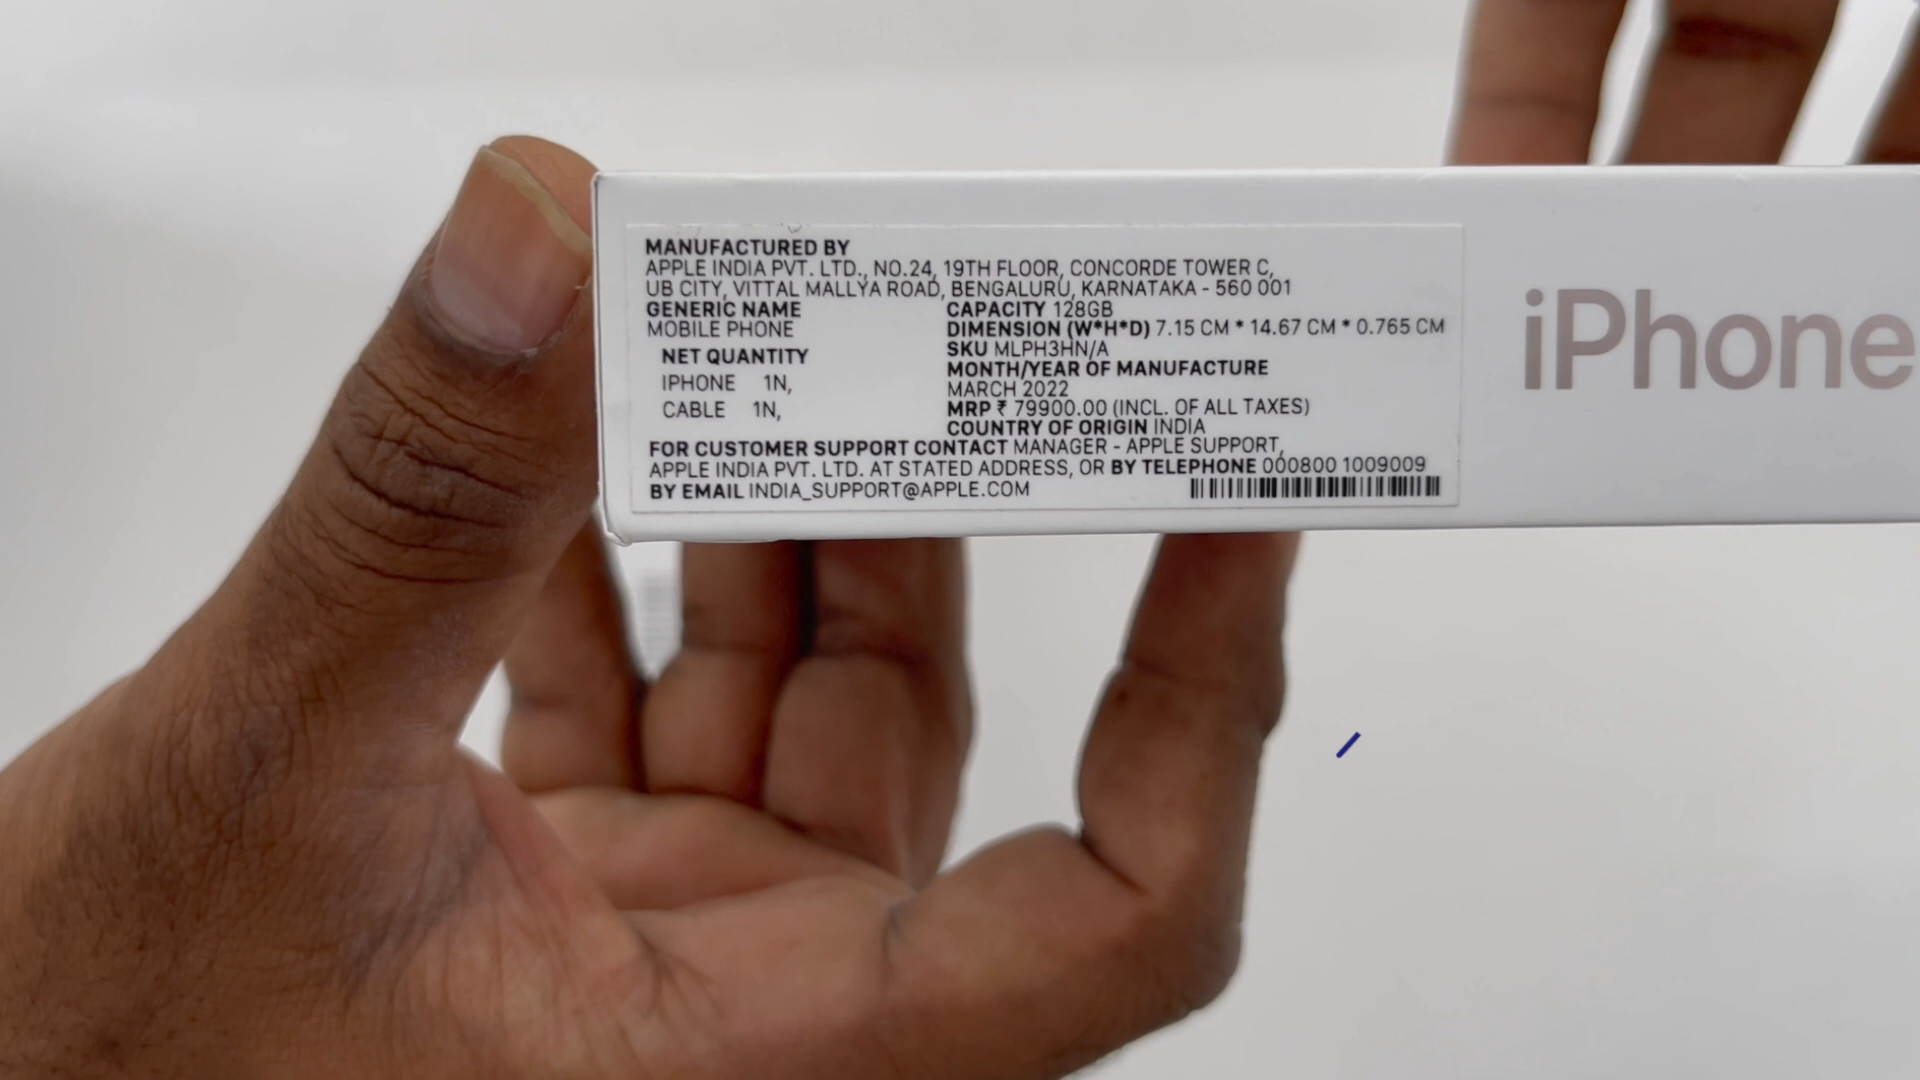 MANUFACTURED BY
APPLE INDIA PVT. LTD., NO.24, 19TH FLOOR, CONCORDE TOWER C,
UB CITY, VITTAL MALLYA ROAD, BENGALURU, KARNATAKA - 560 001
GENERIC NAME
MOBILE PHONE
NET QUANTITY
IPHONE 1N,
CABLE 1N,
CAPACITY 128GB
DIMENSION (W*H*D) 7.15 CM * 14.67 CM * 0.765 CM
SKU MLPH3HN/A
MONTH/YEAR OF MANUFACTURE
MARCH 2022
MRP ₹ 79900.00 (INCL. OF ALL TAXES)
COUNTRY OF ORIGIN INDIA
FOR CUSTOMER SUPPORT CONTACT MANAGER - APPLE SUPPORT,
APPLE INDIA PVT. LTD. AT STATED ADDRESS, OR BY TELEPHONE 000800 1009009
BY EMAIL INDIA_SUPPORT@APPLE.COM
iPhone